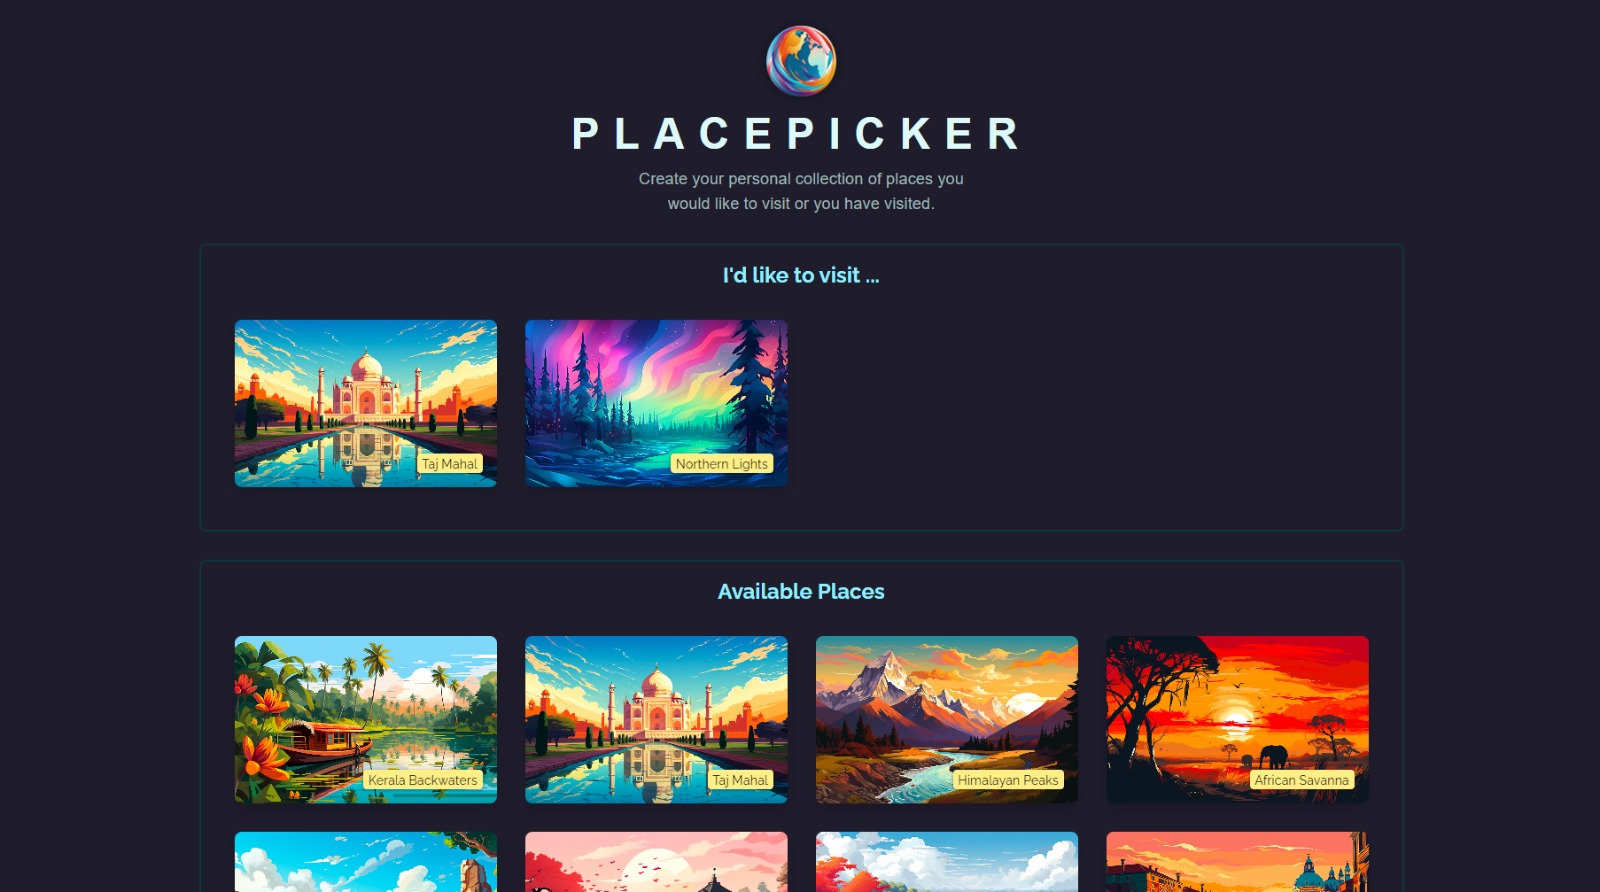 PLACEPICKER
Create your personal collection of places you
would like to visit or you have visited.
I'd like to visit ...
Taj Mahal
Northern Lights
Available Places
Kerala Backwaters
Taj Mahal
Himalayan Peaks
African Savanna